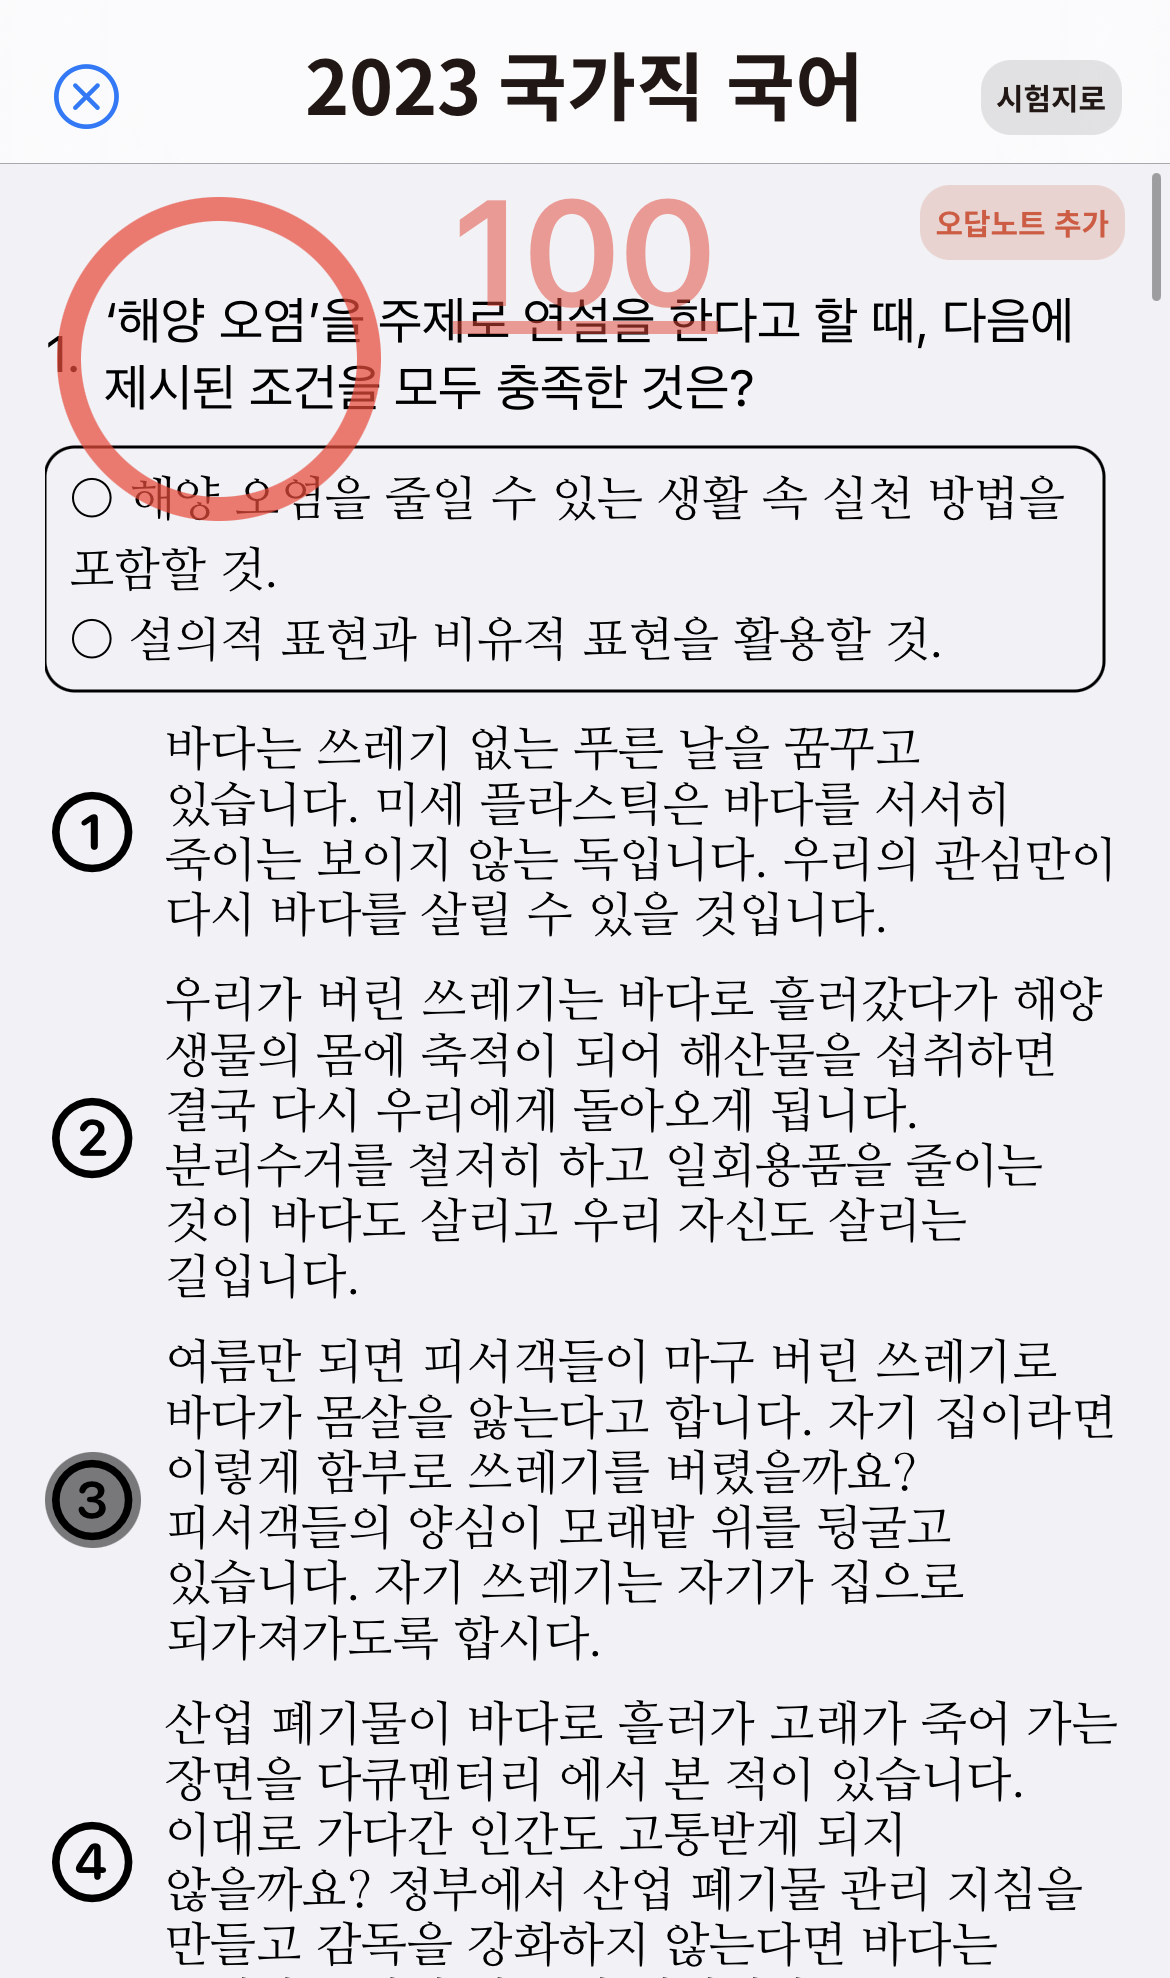 2023 국가직 국어
시험지로
100
오답노트 추가
1. ‘해양 오염’을 주제로 연설을 한다고 할 때, 다음에
제시된 조건을 모두 충족한 것은?
○ 해양 오염을 줄일 수 있는 생활 속 실천 방법을
포함할 것.
○ 설의적 표현과 비유적 표현을 활용할 것.
① 바다는 쓰레기 없는 푸른 날을 꿈꾸고
있습니다. 미세 플라스틱은 바다를 서서히
죽이는 보이지 않는 독입니다. 우리의 관심만이
다시 바다를 살릴 수 있을 것입니다.
② 우리가 버린 쓰레기는 바다로 흘러갔다가 해양
생물의 몸에 축적이 되어 해산물을 섭취하면
결국 다시 우리에게 돌아오게 됩니다.
분리수거를 철저히 하고 일회용품을 줄이는
것이 바다도 살리고 우리 자신도 살리는
길입니다.
③ 여름만 되면 피서객들이 마구 버린 쓰레기로
바다가 몸살을 앓는다고 합니다. 자기 집이라면
이렇게 함부로 쓰레기를 버렸을까요?
피서객들의 양심이 모래밭 위를 뒹굴고
있습니다. 자기 쓰레기는 자기가 집으로
되가져가도록 합시다.
④ 산업 폐기물이 바다로 흘러가 고래가 죽어 가는
장면을 다큐멘터리 에서 본 적이 있습니다.
이대로 가다간 인간도 고통받게 되지
않을까요? 정부에서 산업 폐기물 관리 지침을
만들고 감독을 강화하지 않는다면 바다는